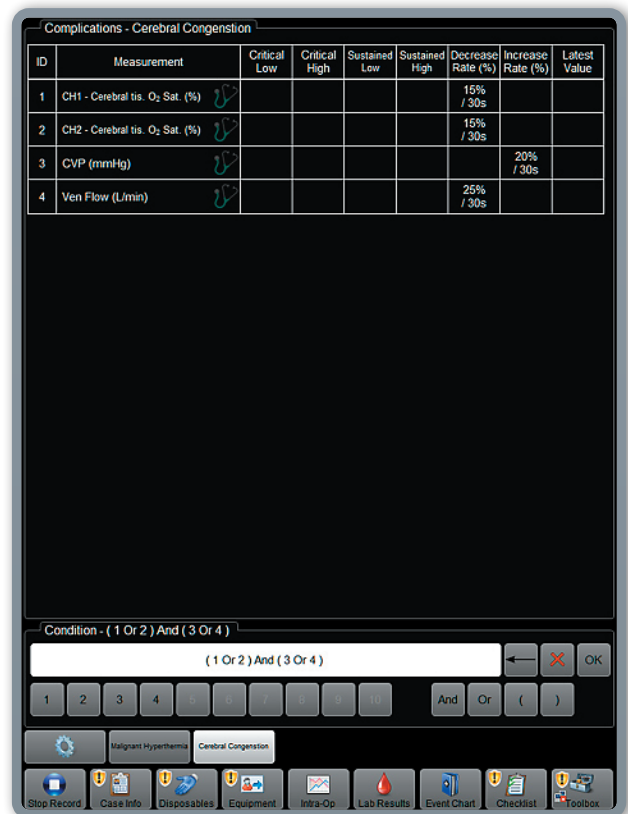 Complications - Cerebral Congenstion
ID Measurement Critical Low Critical High Sustained Low Sustained High Decrease Rate (%) Increase Rate (%) Latest Value
1 CH1 - Cerebral tis. O₂ Sat. (%) 15% / 30s
2 CH2 - Cerebral tis. O₂ Sat. (%) 15% / 30s
3 CVP (mmHg) 20% / 30s
4 Ven Flow (L/min) 25% / 30s
Condition - ( 1 Or 2 ) And ( 3 Or 4 )
( 1 Or 2 ) And ( 3 Or 4 )
OK
1 2 3 4 5 6 7 8 9 10 And Or ( )
Malignant Hyperthermia Cerebral Congenstion
Stop Record Case Info Disposables Equipment Intra-Op Lab Results Event Chart Checklist Toolbox